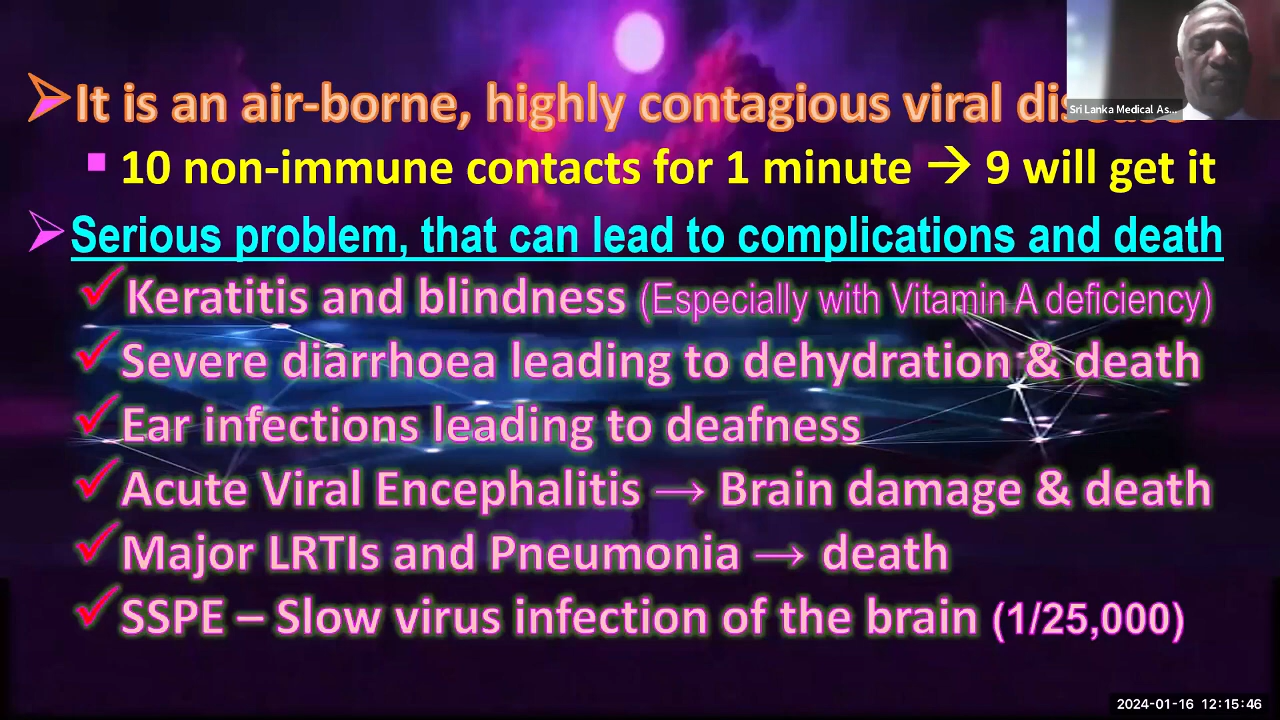 It is an air-borne, highly contagious viral
Sri Lanka Medical As...
10 non-immune contacts for 1 minute → 9 will get it
Serious problem, that can lead to complications and death
Keratitis and blindness (Especially with Vitamin A deficiency)
Severe diarrhoea leading to dehydration & death
Ear infections leading to deafness
Acute Viral Encephalitis → Brain damage & death
Major LRTIs and Pneumonia → death
SSPE – Slow virus infection of the brain (1/25,000)
2024-01-16 12:15:46